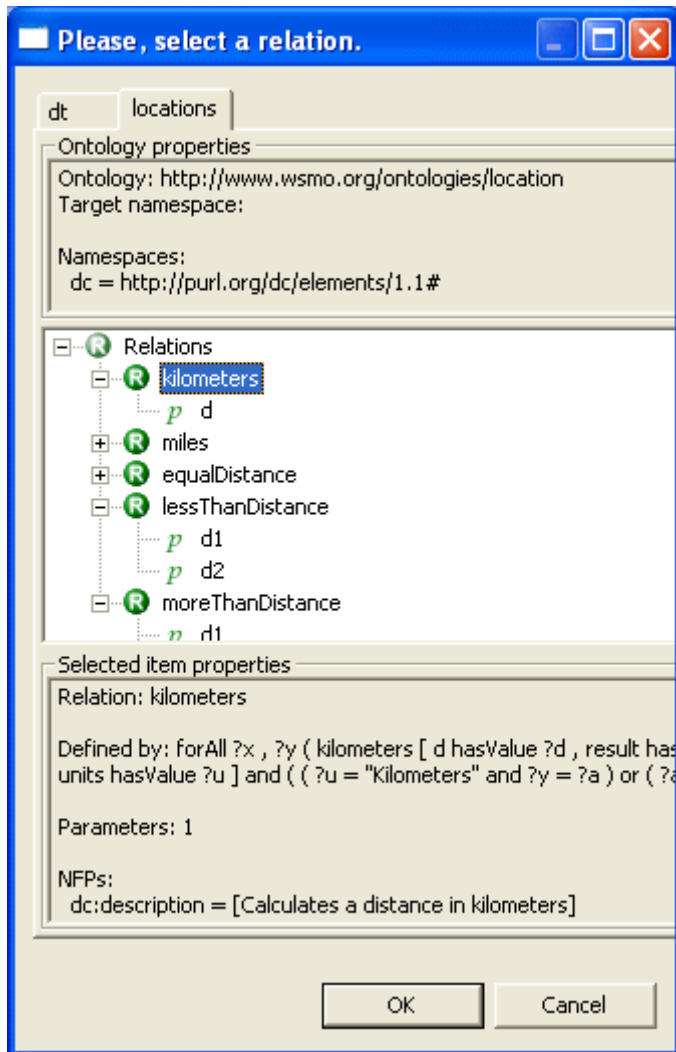 Please, select a relation.
dt locations
Ontology properties
Ontology: http://www.wsmo.org/ontologies/location
Target namespace:
Namespaces:
dc = http://purl.org/dc/elements/1.1#
R Relations
R kilometers
p d
R miles
R equalDistance
R lessThanDistance
p d1
p d2
R moreThanDistance
p d1
Selected item properties
Relation: kilometers
Defined by: forAll ?x , ?y ( kilometers [ d hasValue ?d , result has
units hasValue ?u ] and ( ( ?u = "Kilometers" and ?y = ?a ) or ( ?a
Parameters: 1
NFPs:
dc:description = [Calculates a distance in kilometers]
OK Cancel